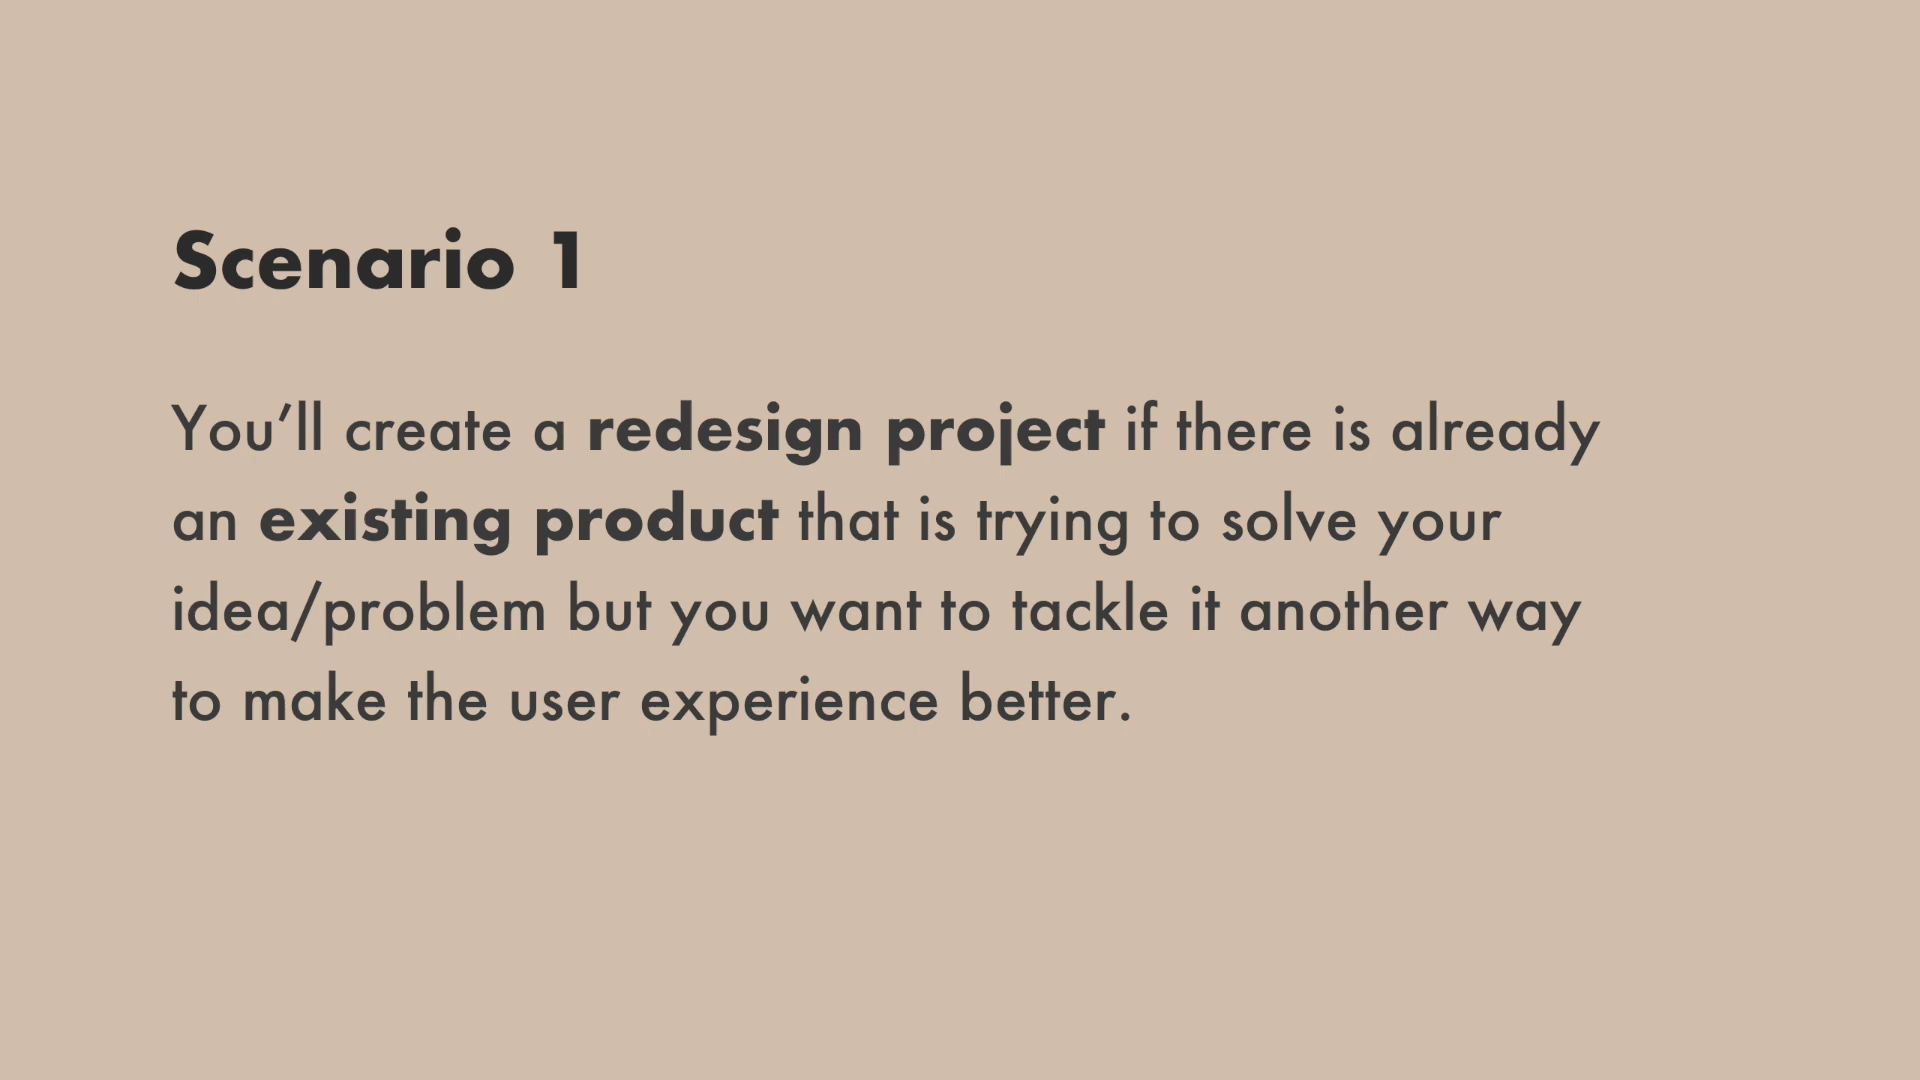 Scenario 1
You’ll create a redesign project if there is already
an existing product that is trying to solve your
idea/problem but you want to tackle it another way
to make the user experience better.